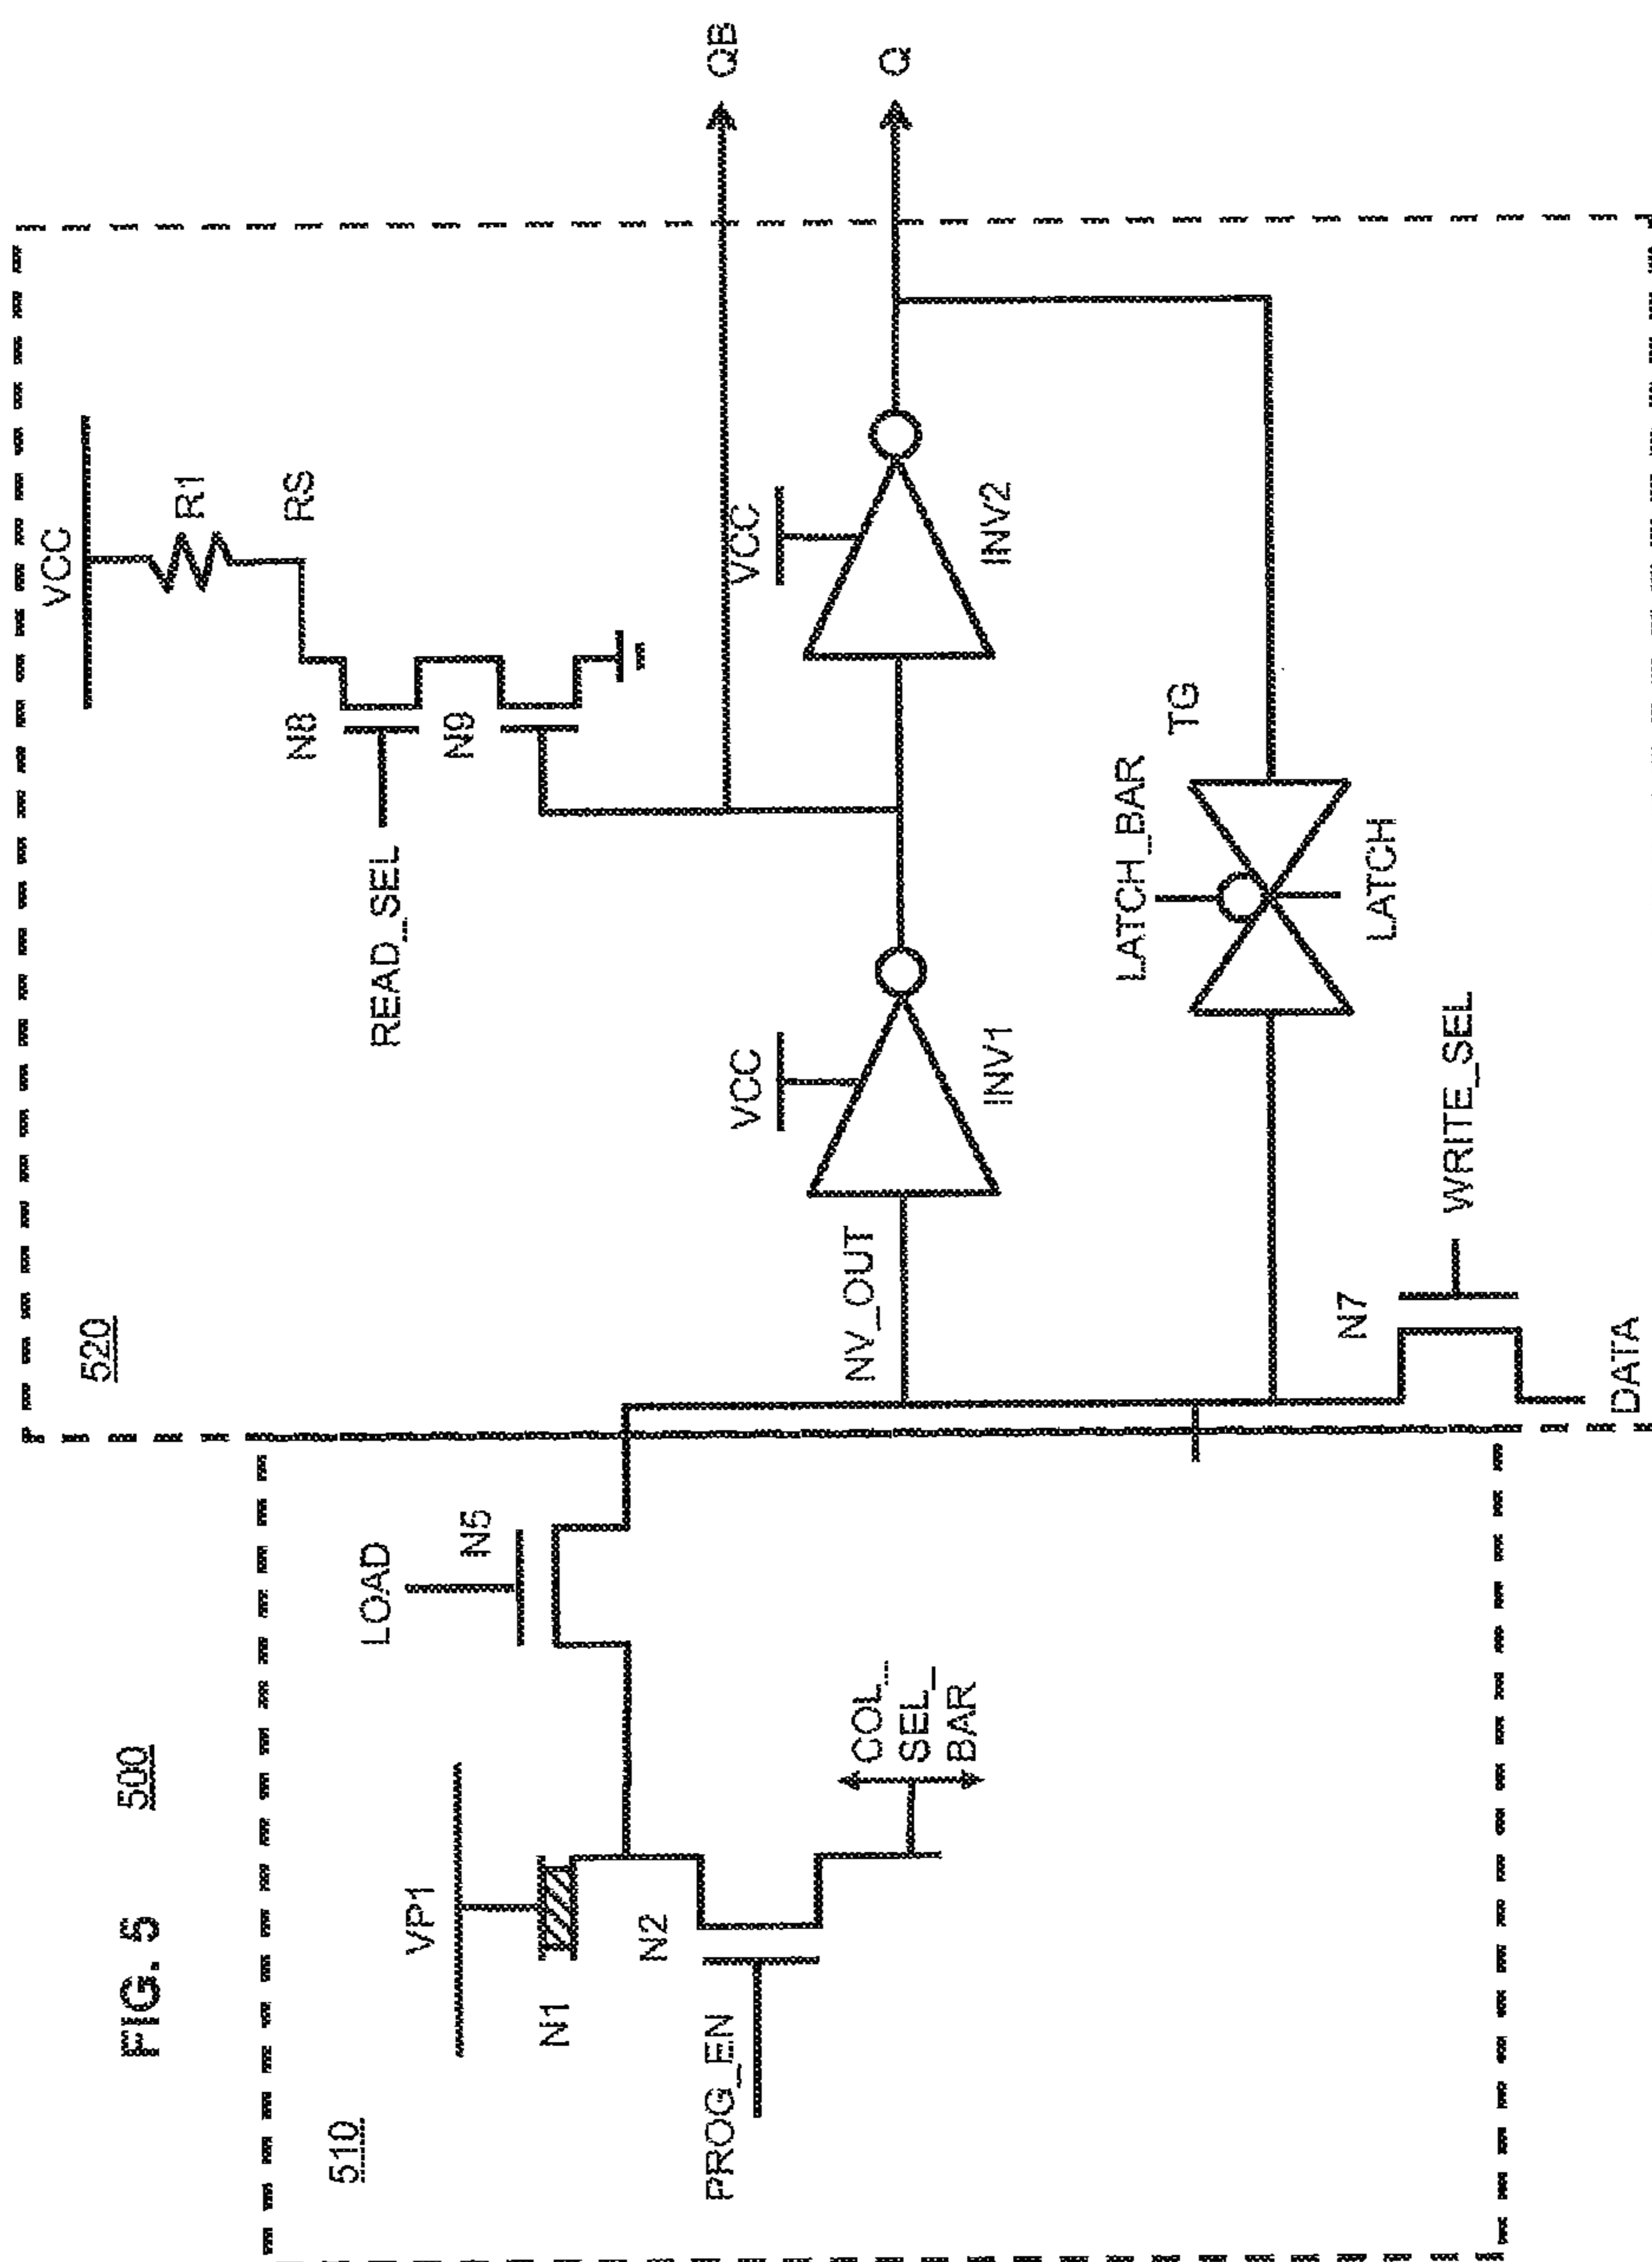 FIG. 5
500
510
520
VP1
N1
N2
PROG_EN
COL_
SEL_
BAR
LOAD
N5
NV_OUT
VCC
INV1
VCC
INV2
READ_SEL
N8
N9
VCC
R1
RS
QB
Q
LATCH_BAR
TG
LATCH
N7
WRITE_SEL
DATA